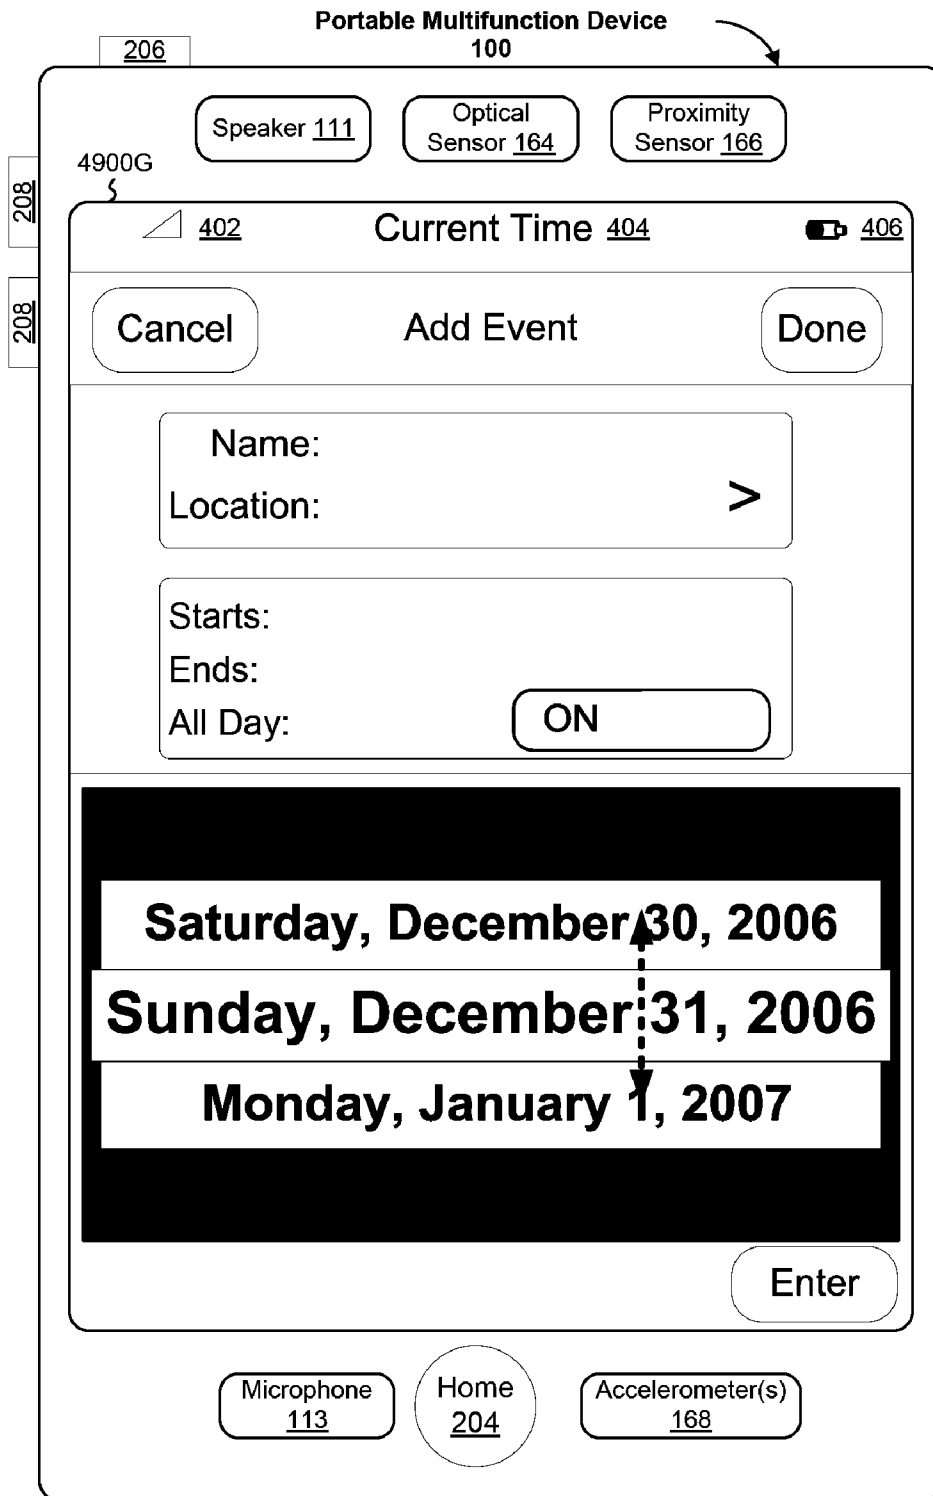 Portable Multifunction Device
100
206
Speaker 111
Optical
Sensor 164
Proximity
Sensor 166
4900G
208
402
Current Time 404
406
208
Cancel
Add Event
Done
Name:
Location:
>
Starts:
Ends:
All Day:
ON
Saturday, December 30, 2006
Sunday, December 31, 2006
Monday, January 1, 2007
Enter
Microphone
113
Home
204
Accelerometer(s)
168